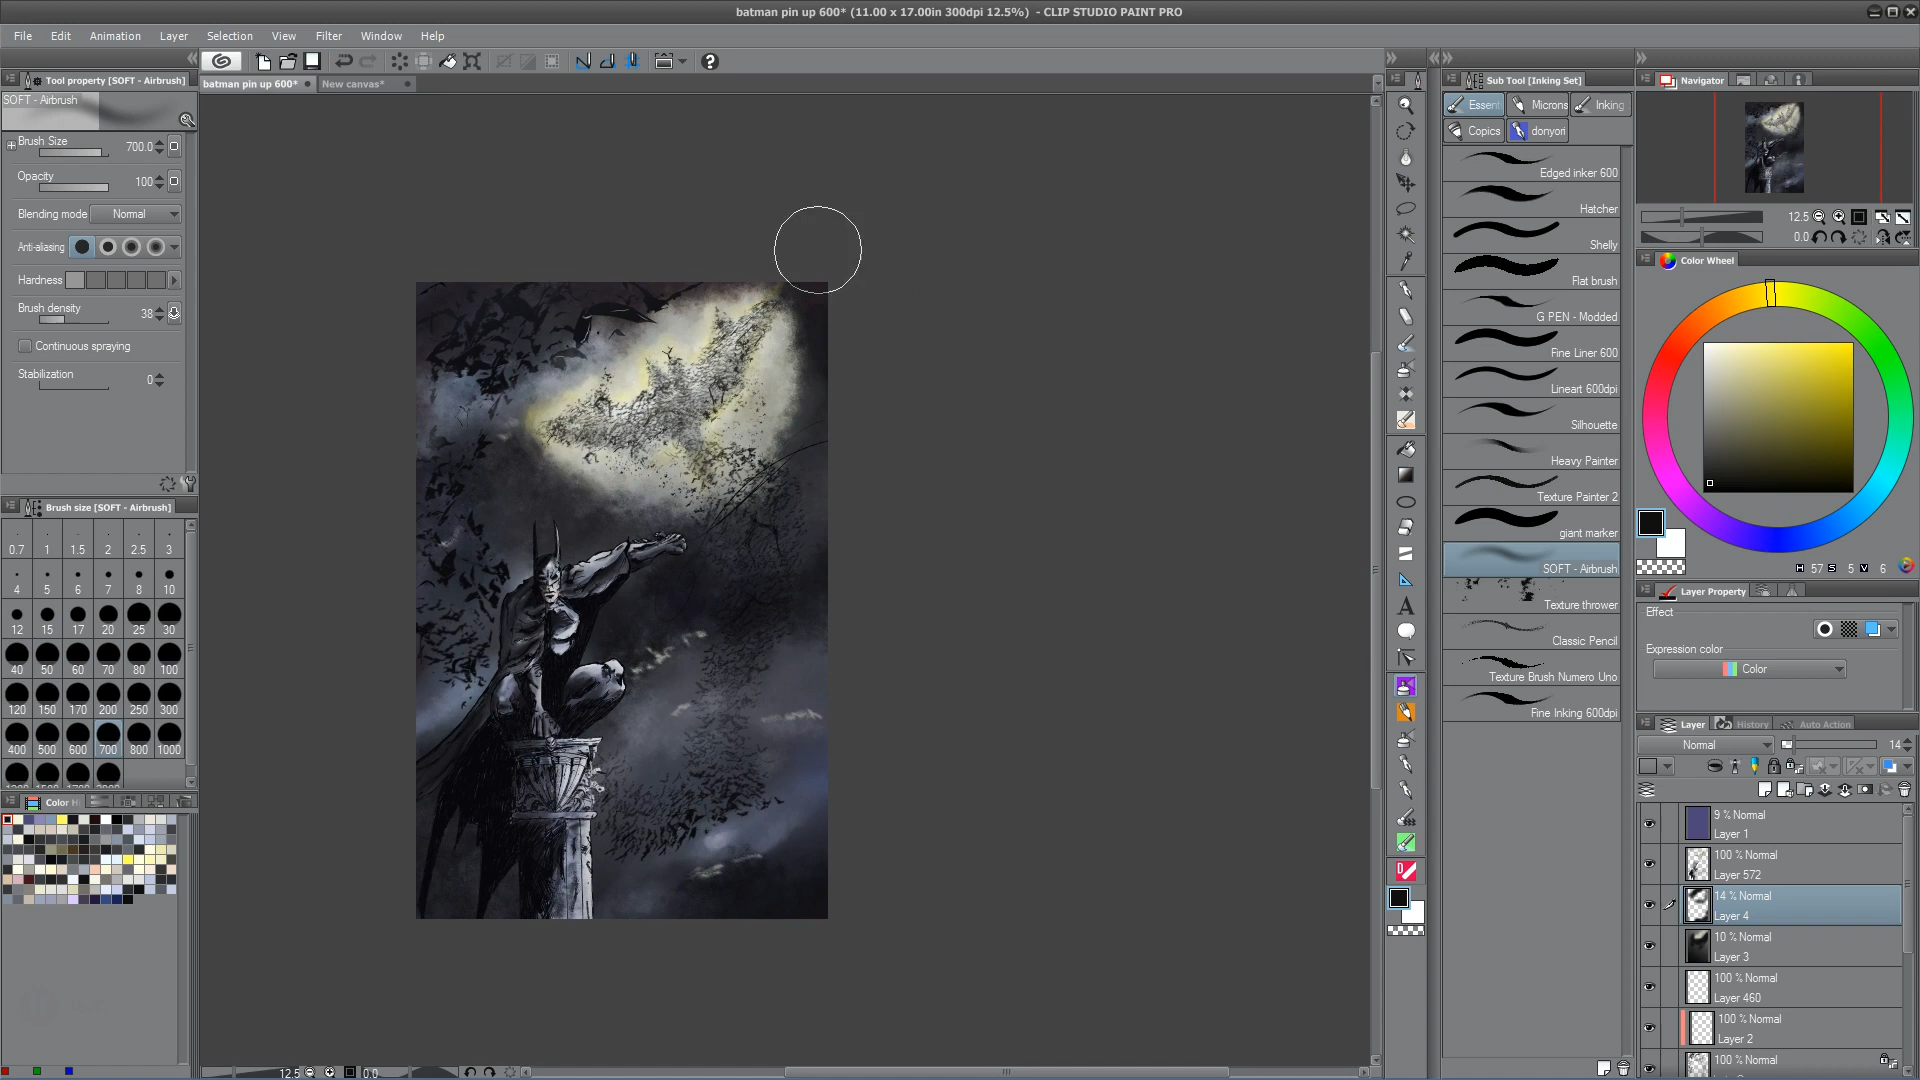 batman pin up 600* (11.00 x 17.00in 300dpi 12.5%) - CLIP STUDIO PAINT PRO
File Edit Animation Layer Selection View Filter Window Help
Tool property [SOFT - Airbrush]
batman pin up 600* New canvas*
SOFT - Airbrush
Brush Size 700.0
Opacity 100
Blending mode Normal
Anti-aliasing
Hardness
Brush density 38
Continuous spraying
Stabilization 0
Brush size [SOFT - Airbrush]
0.7 1 1.5 2 2.5 3
4 5 6 7 8 10
12 15 17 20 25 30
40 50 60 70 80 100
120 150 170 200 250 300
400 500 600 700 800 1000
Color Hi
12.5 0.0
Sub Tool [Inking Set]
Essent Microns Inking
Copics donyori
Edged inker 600
Hatcher
Shelly
Flat brush
G PEN - Modded
Fine Liner 600
Lineart 600dpi
Silhouette
Heavy Painter
Texture Painter 2
giant marker
SOFT - Airbrush
Texture thrower
Classic Pencil
Texture Brush Numero Uno
Fine Inking 600dpi
Navigator
12.5
0.0
Color Wheel
H 57 S 5 V 6
Layer Property
Effect
Expression color
Color
Layer History Auto Action
Normal 14
9 % Normal
Layer 1
100 % Normal
Layer 572
14 % Normal
Layer 4
10 % Normal
Layer 3
100 % Normal
Layer 460
100 % Normal
Layer 2
100 % Normal